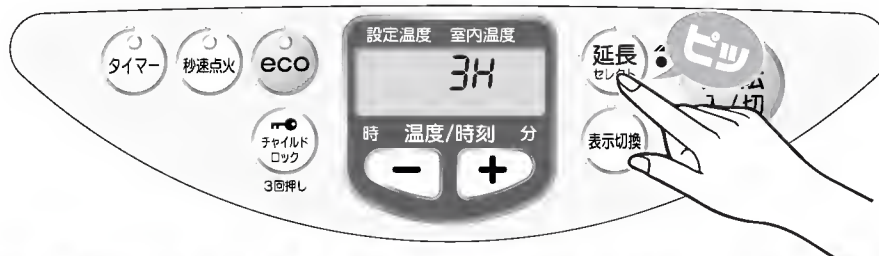 設定温度 室内温度
3H
タイマー
秒速点火
eco
チャイルド
ロック
3回押し
時 温度/時刻 分
− +
延長
セレクト
ピッ
入/切
表示切換